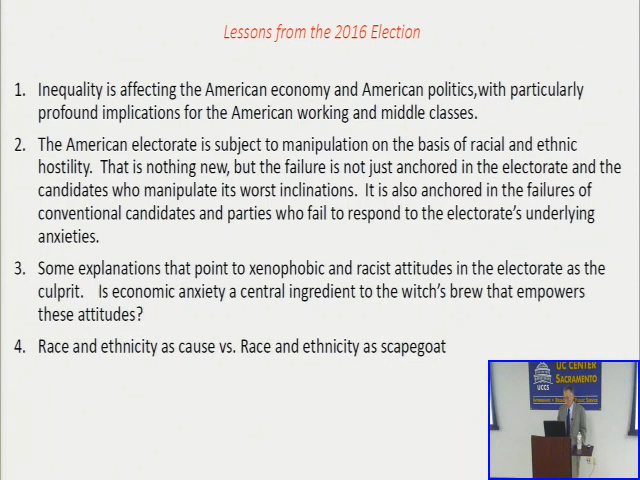 Lessons from the 2016 Election
1. Inequality is affecting the American economy and American politics,with particularly
profound implications for the American working and middle classes.
2. The American electorate is subject to manipulation on the basis of racial and ethnic
hostility. That is nothing new, but the failure is not just anchored in the electorate and the
candidates who manipulate its worst inclinations. It is also anchored in the failures of
conventional candidates and parties who fail to respond to the electorate's underlying
anxieties.
3. Some explanations that point to xenophobic and racist attitudes in the electorate as the
culprit. Is economic anxiety a central ingredient to the witch's brew that empowers
these attitudes?
4. Race and ethnicity as cause vs. Race and ethnicity as scapegoat
UC CENTER
SACRAMENTO
UCCS